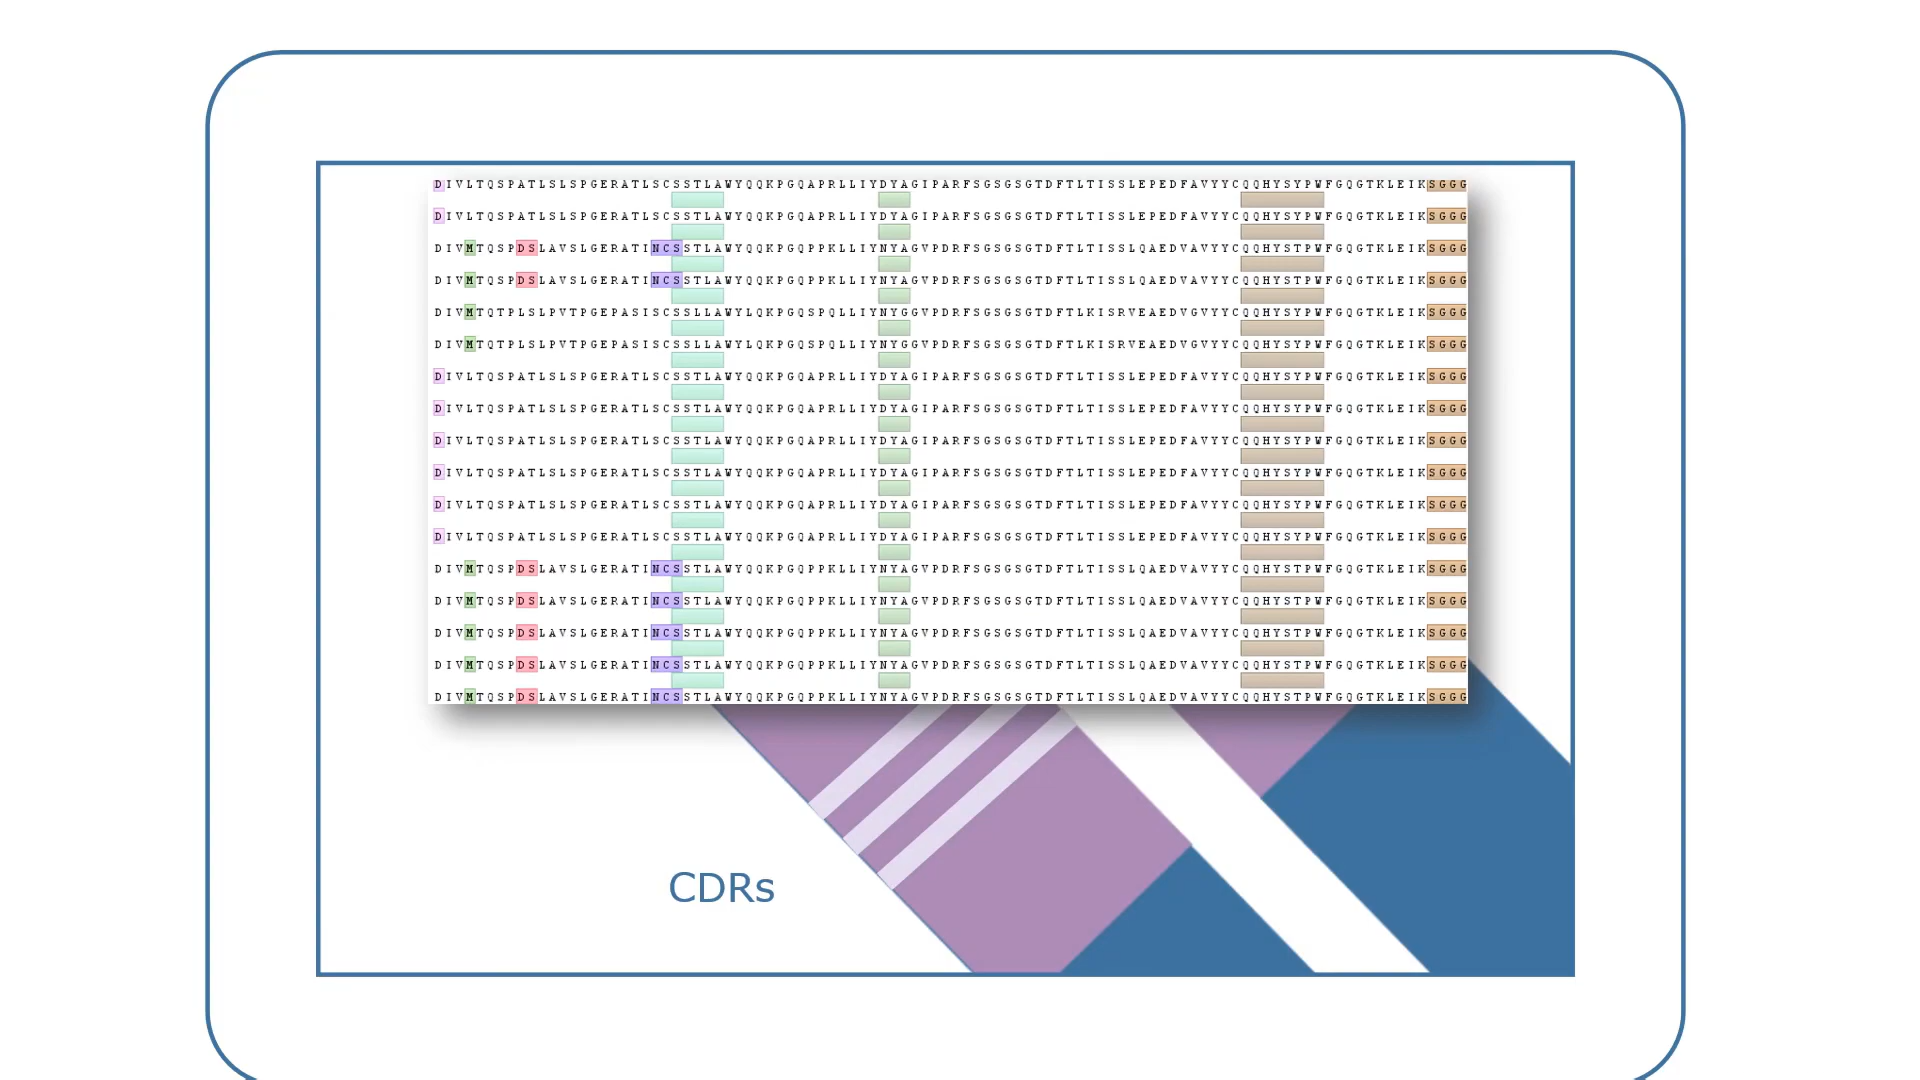 DIVLTQSPATLSLSPGERATLSCSSTLAWYQQKPGQAPRLLIYDYAGIPARFSGSGSGTDFTLTISSLEPEDFAVYYCQQHYSYPWFGQGTKLEIKSGGG
DIVLTQSPATLSLSPGERATLSCSSTLAWYQQKPGQAPRLLIYDYAGIPARFSGSGSGTDFTLTISSLEPEDFAVYYCQQHYSYPWFGQGTKLEIKSGGG
DIVMTQSPDSLAVSLGERATINCSSTLAWYQQKPGQPPKLLIYNYAGVPDRFSGSGSGTDFTLTISSLQAEDVAVYYCQQHYSTPWFGQGTKLEIKSGGG
DIVMTQSPDSLAVSLGERATINCSSTLAWYQQKPGQPPKLLIYNYAGVPDRFSGSGSGTDFTLTISSLQAEDVAVYYCQQHYSTPWFGQGTKLEIKSGGG
DIVMTQTPLSLPVTPGEPASISCSSLLAWYLQKPGQSPQLLIYNYGGVPDRFSGSGSGTDFTLKISRVEAEDVGVYYCQQHYSYPWFGQGTKLEIKSGGG
DIVMTQTPLSLPVTPGEPASISCSSLLAWYLQKPGQSPQLLIYNYGGVPDRFSGSGSGTDFTLKISRVEAEDVGVYYCQQHYSYPWFGQGTKLEIKSGGG
DIVLTQSPATLSLSPGERATLSCSSTLAWYQQKPGQAPRLLIYDYAGIPARFSGSGSGTDFTLTISSLEPEDFAVYYCQQHYSYPWFGQGTKLEIKSGGG
DIVLTQSPATLSLSPGERATLSCSSTLAWYQQKPGQAPRLLIYDYAGIPARFSGSGSGTDFTLTISSLEPEDFAVYYCQQHYSYPWFGQGTKLEIKSGGG
DIVLTQSPATLSLSPGERATLSCSSTLAWYQQKPGQAPRLLIYDYAGIPARFSGSGSGTDFTLTISSLEPEDFAVYYCQQHYSYPWFGQGTKLEIKSGGG
DIVLTQSPATLSLSPGERATLSCSSTLAWYQQKPGQAPRLLIYDYAGIPARFSGSGSGTDFTLTISSLEPEDFAVYYCQQHYSYPWFGQGTKLEIKSGGG
DIVLTQSPATLSLSPGERATLSCSSTLAWYQQKPGQAPRLLIYDYAGIPARFSGSGSGTDFTLTISSLEPEDFAVYYCQQHYSYPWFGQGTKLEIKSGGG
DIVLTQSPATLSLSPGERATLSCSSTLAWYQQKPGQAPRLLIYDYAGIPARFSGSGSGTDFTLTISSLEPEDFAVYYCQQHYSYPWFGQGTKLEIKSGGG
DIVMTQSPDSLAVSLGERATINCSSTLAWYQQKPGQPPKLLIYNYAGVPDRFSGSGSGTDFTLTISSLQAEDVAVYYCQQHYSTPWFGQGTKLEIKSGGG
DIVMTQSPDSLAVSLGERATINCSSTLAWYQQKPGQPPKLLIYNYAGVPDRFSGSGSGTDFTLTISSLQAEDVAVYYCQQHYSTPWFGQGTKLEIKSGGG
DIVMTQSPDSLAVSLGERATINCSSTLAWYQQKPGQPPKLLIYNYAGVPDRFSGSGSGTDFTLTISSLQAEDVAVYYCQQHYSTPWFGQGTKLEIKSGGG
DIVMTQSPDSLAVSLGERATINCSSTLAWYQQKPGQPPKLLIYNYAGVPDRFSGSGSGTDFTLTISSLQAEDVAVYYCQQHYSTPWFGQGTKLEIKSGGG
DIVMTQSPDSLAVSLGERATINCSSTLAWYQQKPGQPPKLLIYNYAGVPDRFSGSGSGTDFTLTISSLQAEDVAVYYCQQHYSTPWFGQGTKLEIKSGGG
CDRs